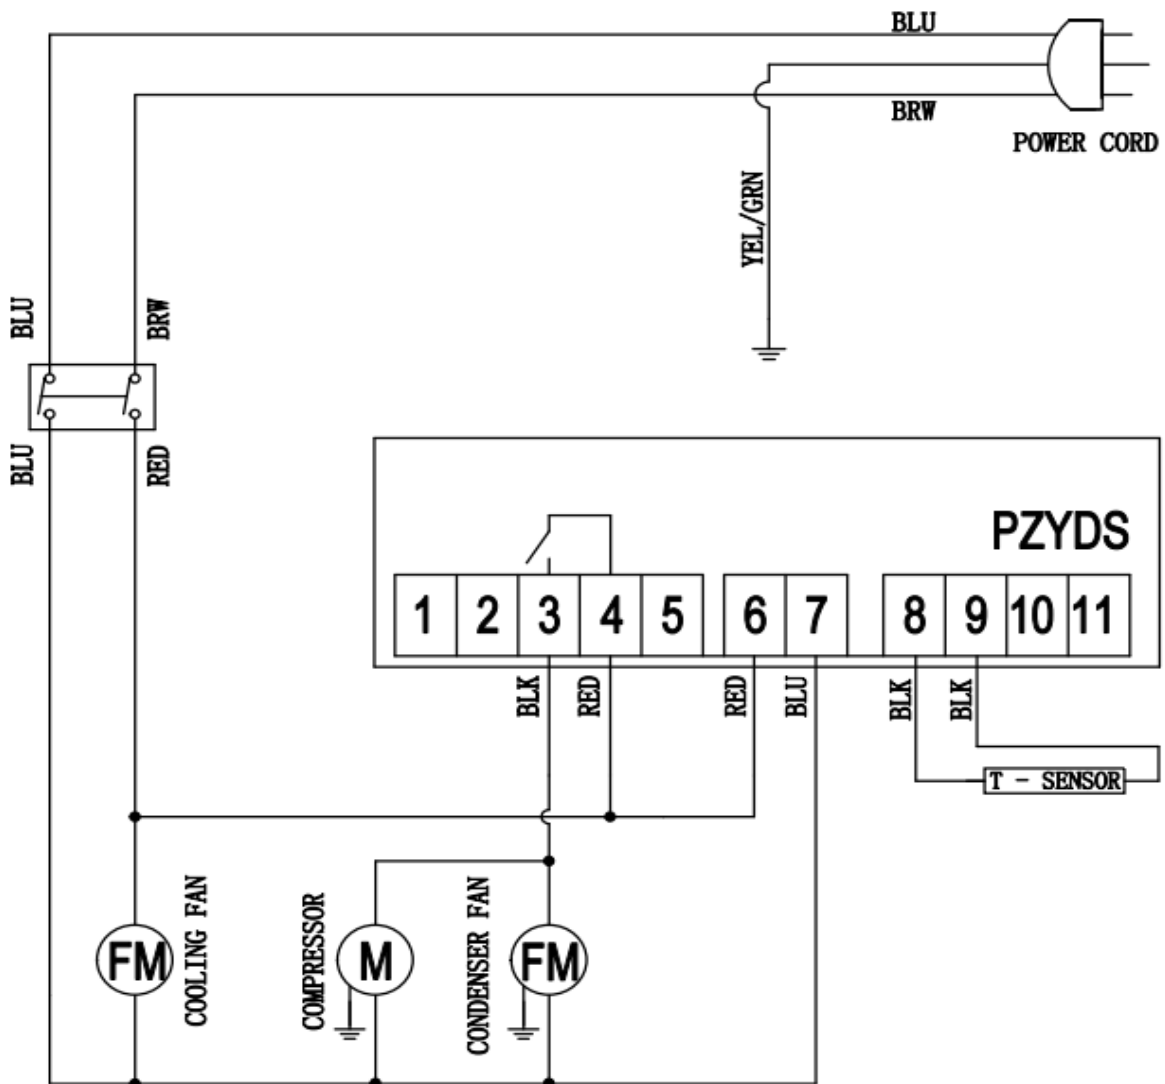 BLU
BRW
POWER CORD
YEL/GRN
BLU
BRW
BLU
RED
PZYDS
1 2 3 4 5 6 7 8 9 10 11
BLK
RED
RED
BLU
BLK
BLK
T - SENSOR
FM
COOLING FAN
COMPRESSOR
M
CONDENSER FAN
FM